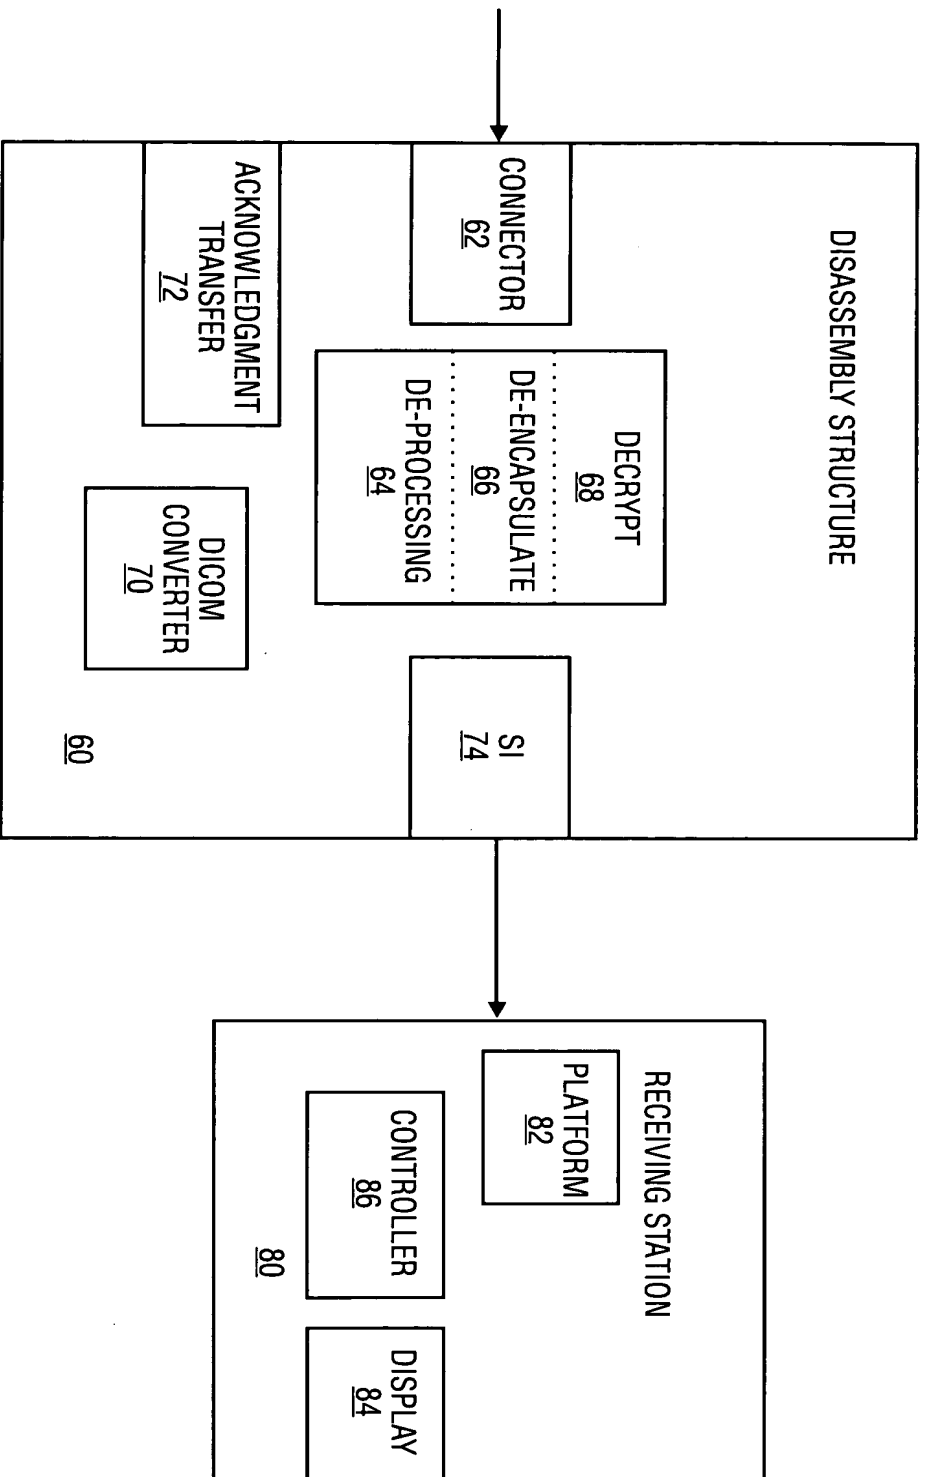 DISASSEMBLY STRUCTURE
CONNECTOR
62
DECRYPT
68
DE-ENCAPSULATE
66
DE-PROCESSING
64
SI
74
ACKNOWLEDGMENT
TRANSFER
72
DICOM
CONVERTER
70
60
RECEIVING STATION
PLATFORM
82
CONTROLLER
86
DISPLAY
84
80